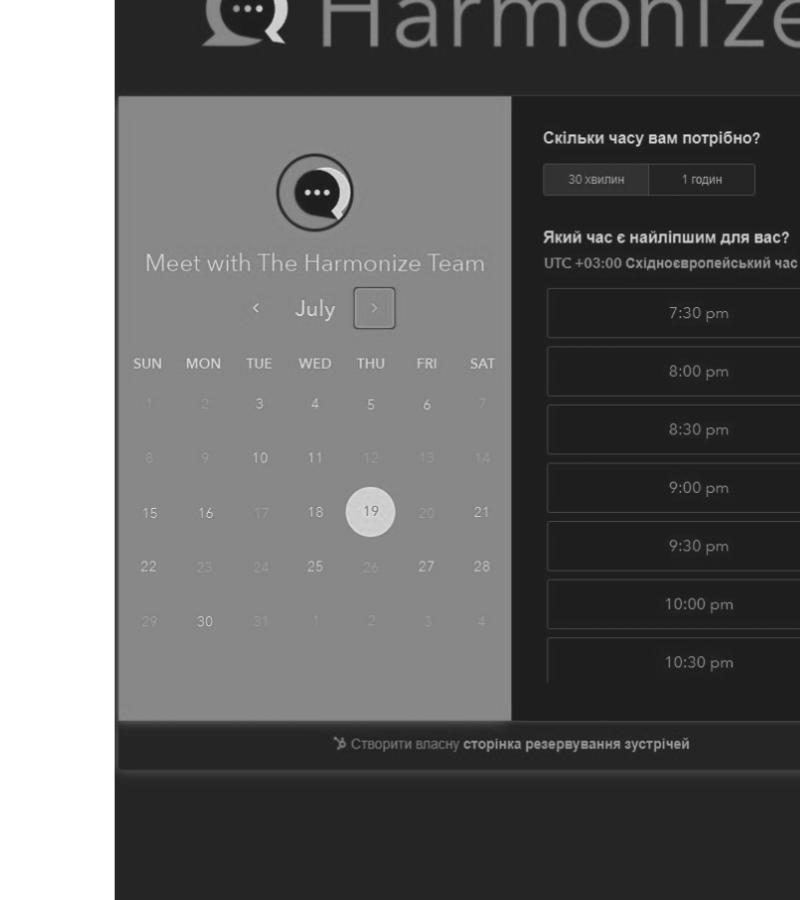 Harmonize
Meet with The Harmonize Team
July
SUN MON TUE WED THU FRI SAT
1 2 3 4 5 6 7
8 9 10 11 12 13 14
15 16 17 18 19 20 21
22 23 24 25 26 27 28
29 30 31 1 2 3 4
Скільки часу вам потрібно?
30 хвилин 1 годин
Який час є найліпшим для вас?
UTC +03:00 Східноєвропейський час
7:30 pm
8:00 pm
8:30 pm
9:00 pm
9:30 pm
10:00 pm
10:30 pm
Створити власну сторінка резервування зустрічей